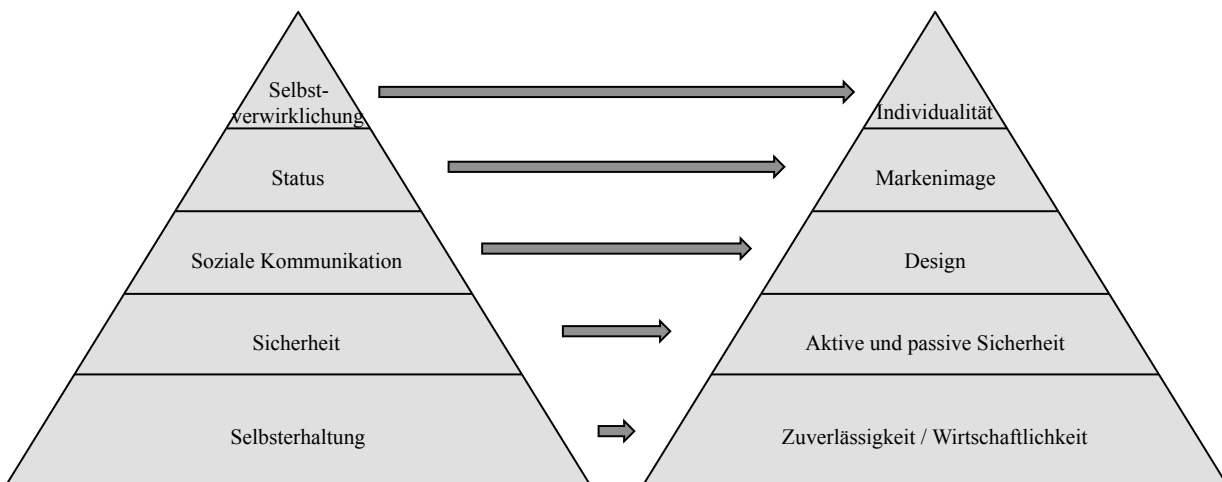 Selbst-
verwirklichung
Individualität
Status
Markenimage
Soziale Kommunikation
Design
Sicherheit
Aktive und passive Sicherheit
Selbsterhaltung
Zuverlässigkeit / Wirtschaftlichkeit